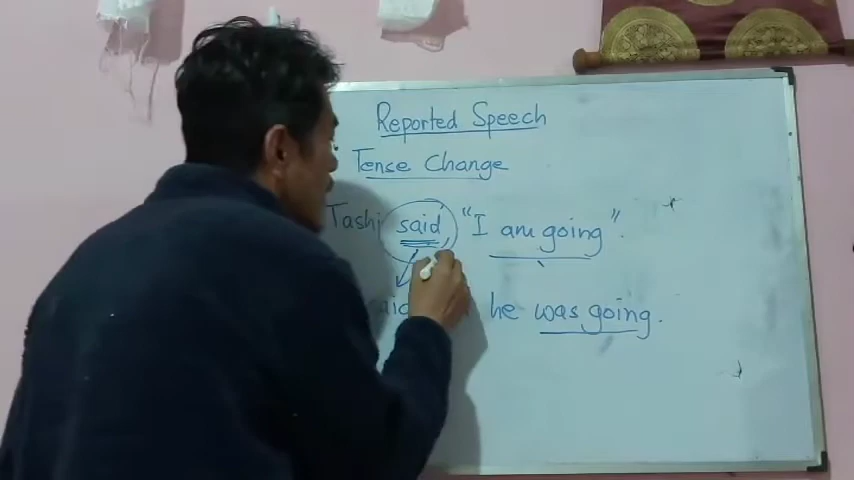 Reported Speech
Tense Change
Tashi said "I am going".
said he was going.